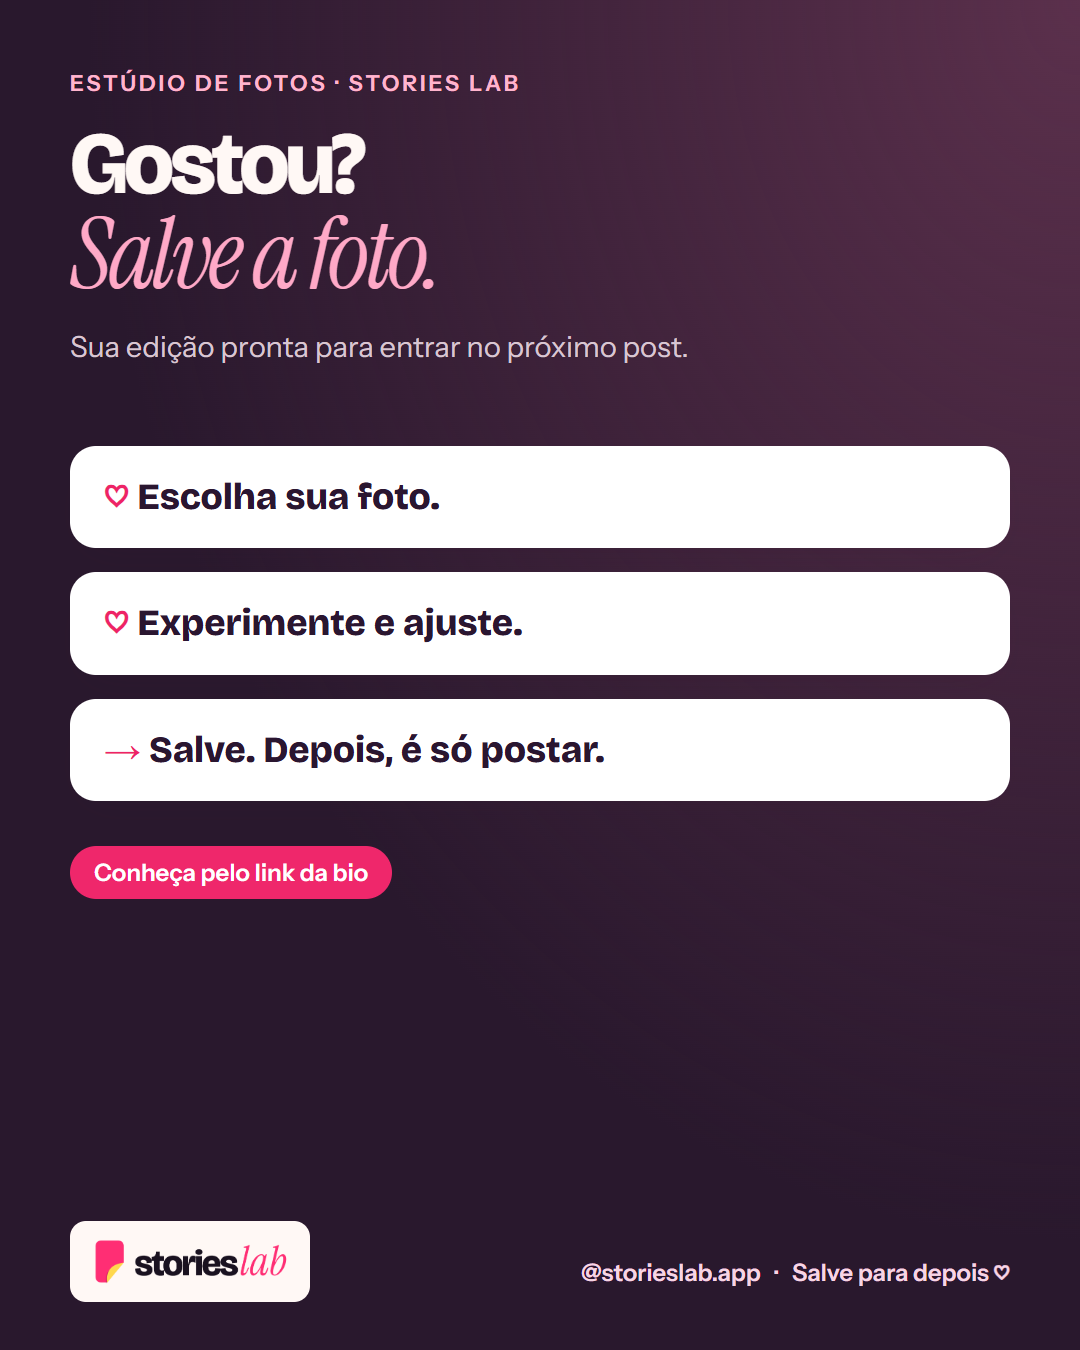 ESTÚDIO DE FOTOS · STORIES LAB
Gostou?
Salve a foto.
Sua edição pronta para entrar no próximo post.
♡ Escolha sua foto.
♡ Experimente e ajuste.
→ Salve. Depois, é só postar.
Conheça pelo link da bio
storieslab
@storieslab.app · Salve para depois ♡